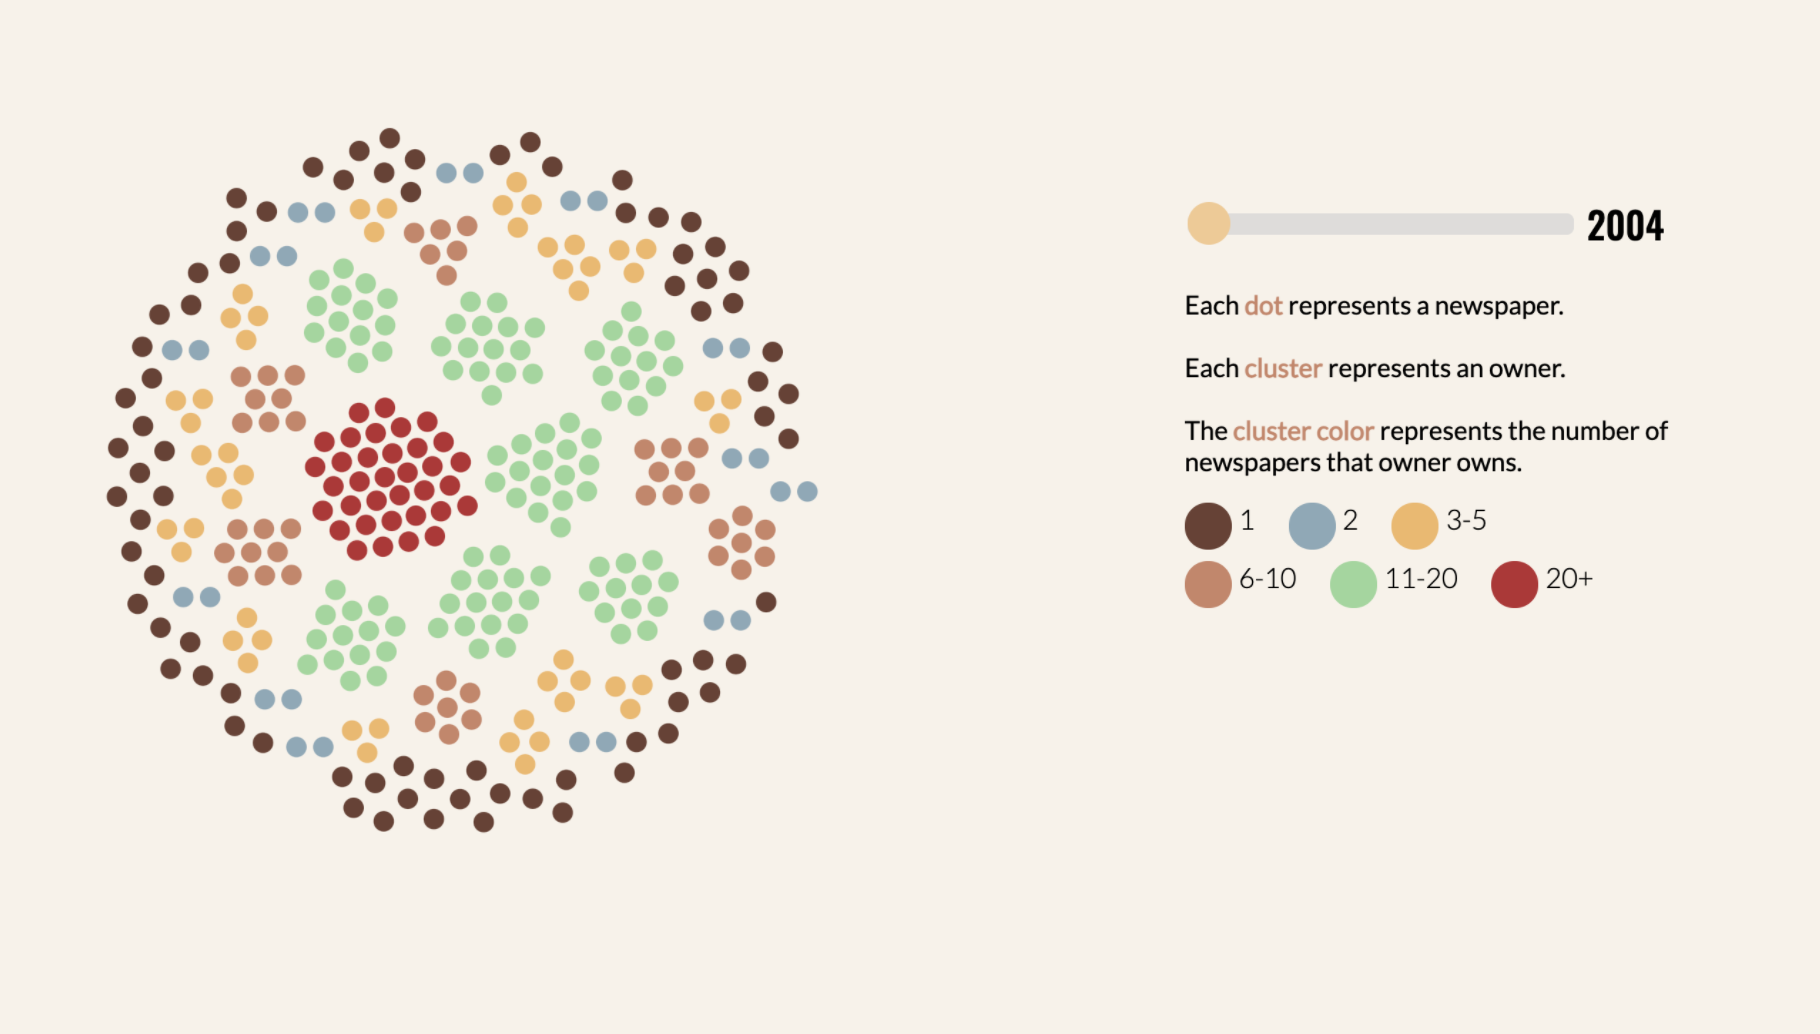 2004
Each dot represents a newspaper.
Each cluster represents an owner.
The cluster color represents the number of
newspapers that owner owns.
1 2 3-5
6-10 11-20 20+